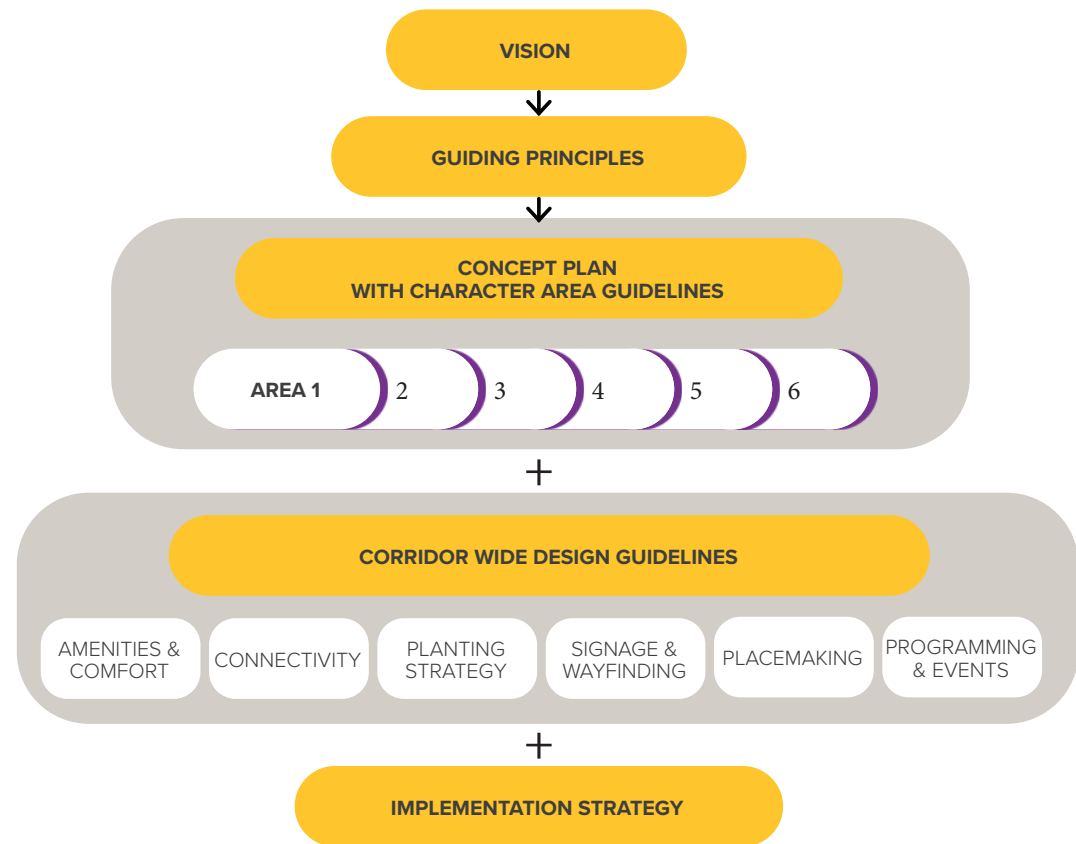 VISION
GUIDING PRINCIPLES
CONCEPT PLAN
WITH CHARACTER AREA GUIDELINES
AREA 1 2 3 4 5 6
+
CORRIDOR WIDE DESIGN GUIDELINES
AMENITIES &
COMFORT
CONNECTIVITY
PLANTING
STRATEGY
SIGNAGE &
WAYFINDING
PLACEMAKING
PROGRAMMING
& EVENTS
+
IMPLEMENTATION STRATEGY